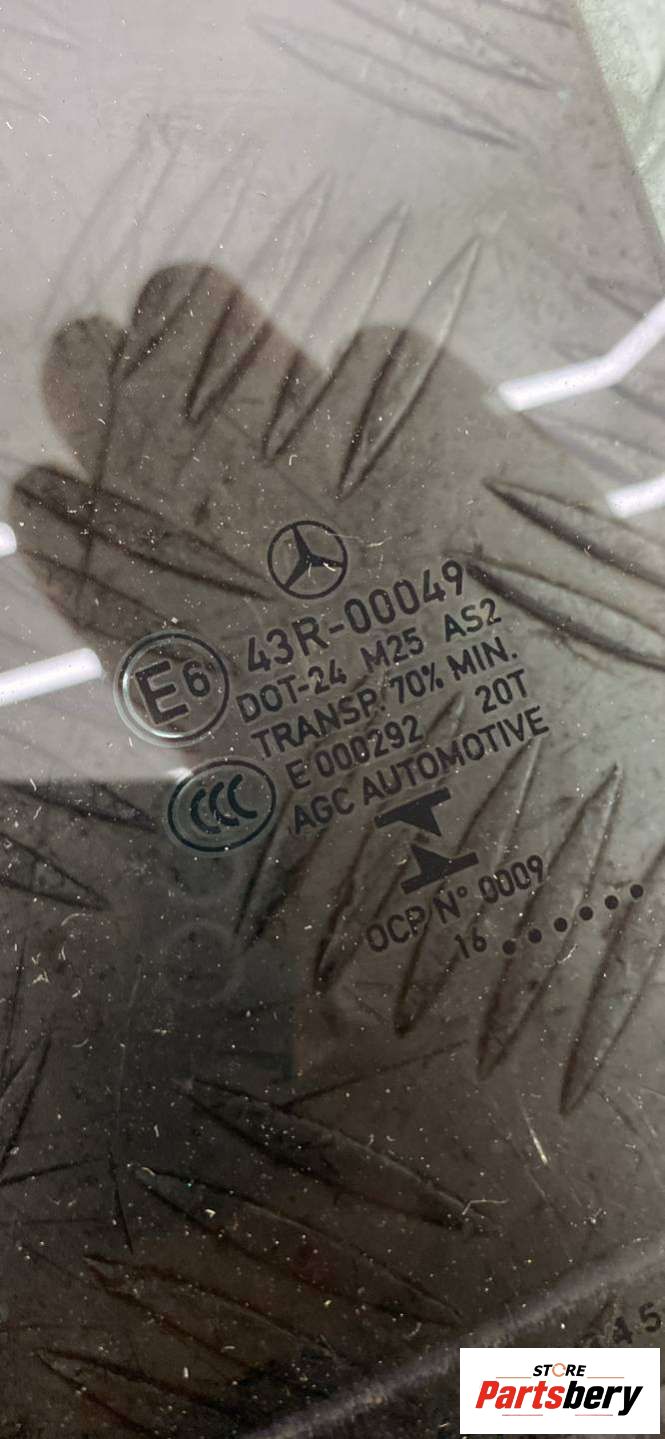 43R-00049
E6 DOT-24 M25 AS2
TRANSP. 70% MIN.
E 000292 20T
CCC AGC AUTOMOTIVE
OCP N° 0009
16 ••••••
STORE
Partsbery